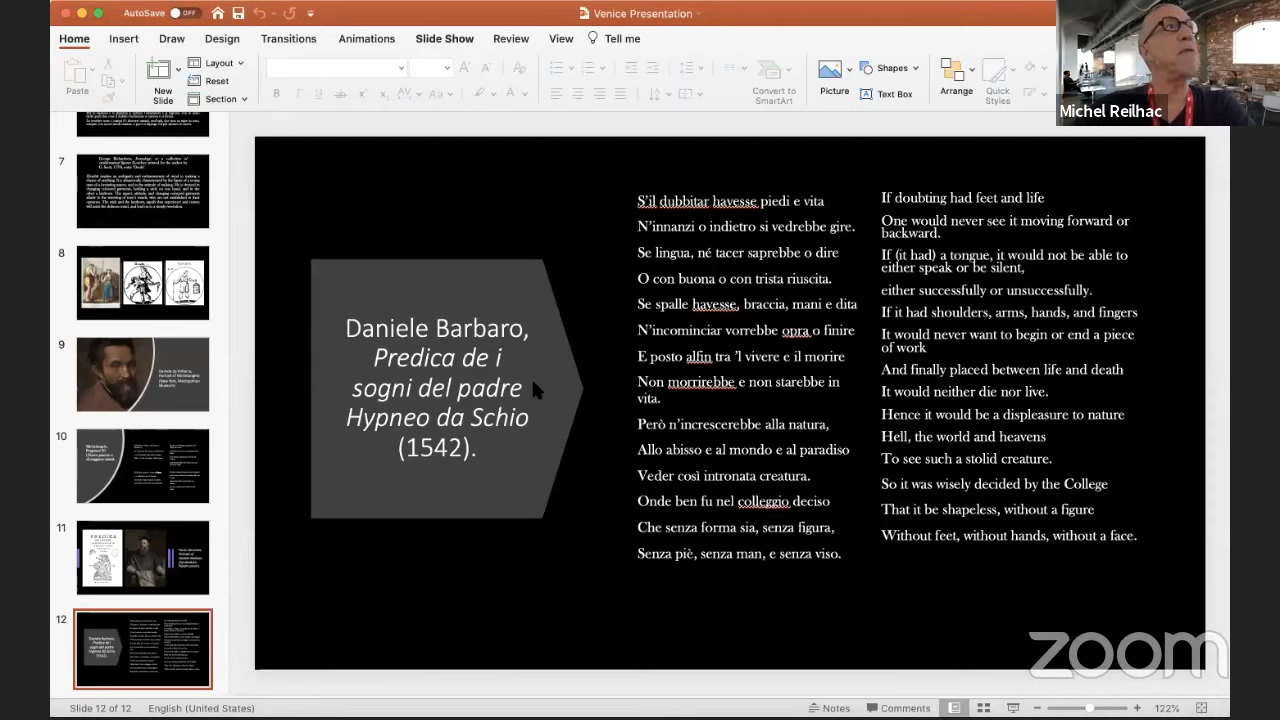 AutoSave OFF
Venice Presentation
Home Insert Draw Design Transitions Animations Slide Show Review View Tell me
Paste
New
Slide
Layout
Reset
Section
Convert to
SmartArt
Picture
Shapes
Text Box
Arrange
Quick
Styles
Michel Reilhac
7
8
9
10
11
12
Daniele Barbaro,
Predica de i
sogni del padre
Hypneo da Schio
(1542).
S'il dubbitar havesse piedi e vita
N'innanzi o indietro si vedrebbe gire.
Se lingua, né tacer saprebbe o dire
O con buona o con trista riuscita.
Se spalle havesse, braccia, mani e dita
N'incominciar vorrebbe opra o finire
E posto alfin tra 'l vivere e il morire
Non morrirebbe e non starebbe in
vita.
Però n'increscerebbe alla natura,
Allo abisso e al mondo e al paradiso
Veder così intronata creatura.
Onde ben fu nel colleggio deciso
Che senza forma sia, senza figura,
Senza piè, senza man, e senza viso.
If doubting had feet and life
One would never see it moving forward or
backward.
If (it had) a tongue, it would not be able to
either speak or be silent,
either successfully or unsuccessfully.
If it had shoulders, arms, hands, and fingers
It would never want to begin or end a piece
of work
And finally placed between life and death
It would neither die nor live.
Hence it would be a displeasure to nature
Hell, the world and heavens
To see such a stolid creature.
So it was wisely decided by the College
That it be shapeless, without a figure
Without feet, without hands, without a face.
zoom
Slide 12 of 12 English (United States)
Notes Comments 122%